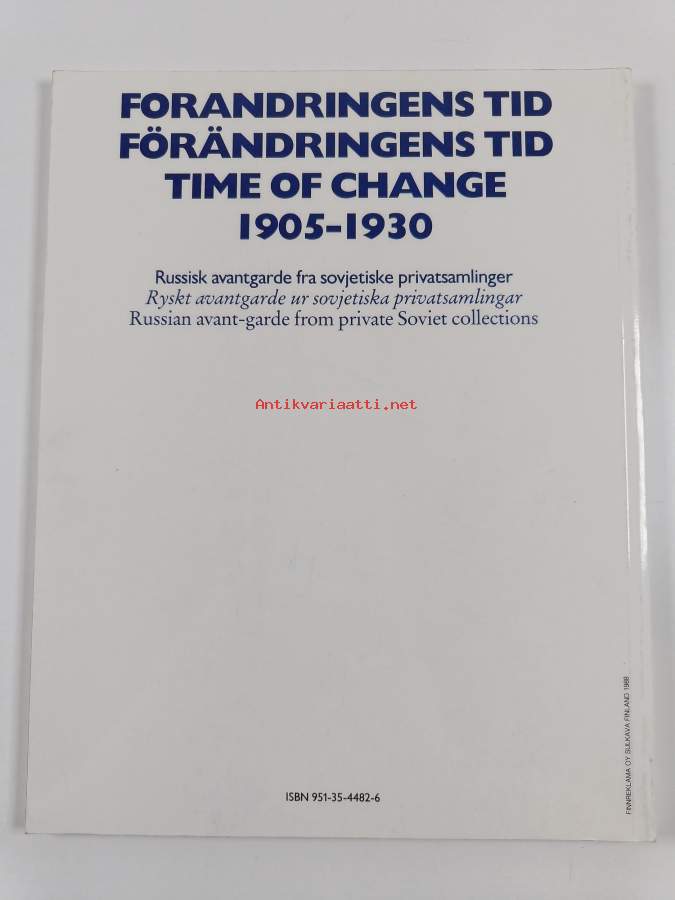 FORANDRINGENS TID
FÖRÄNDRINGENS TID
TIME OF CHANGE
1905-1930
Russisk avantgarde fra sovjetiske privatsamlinger
Ryskt avantgarde ur sovjetiska privatsamlingar
Russian avant-garde from private Soviet collections
Antikvariaatti.net
ISBN 951-35-4482-6
FINNREKLAMA OY SULKAVA FINLAND 1988